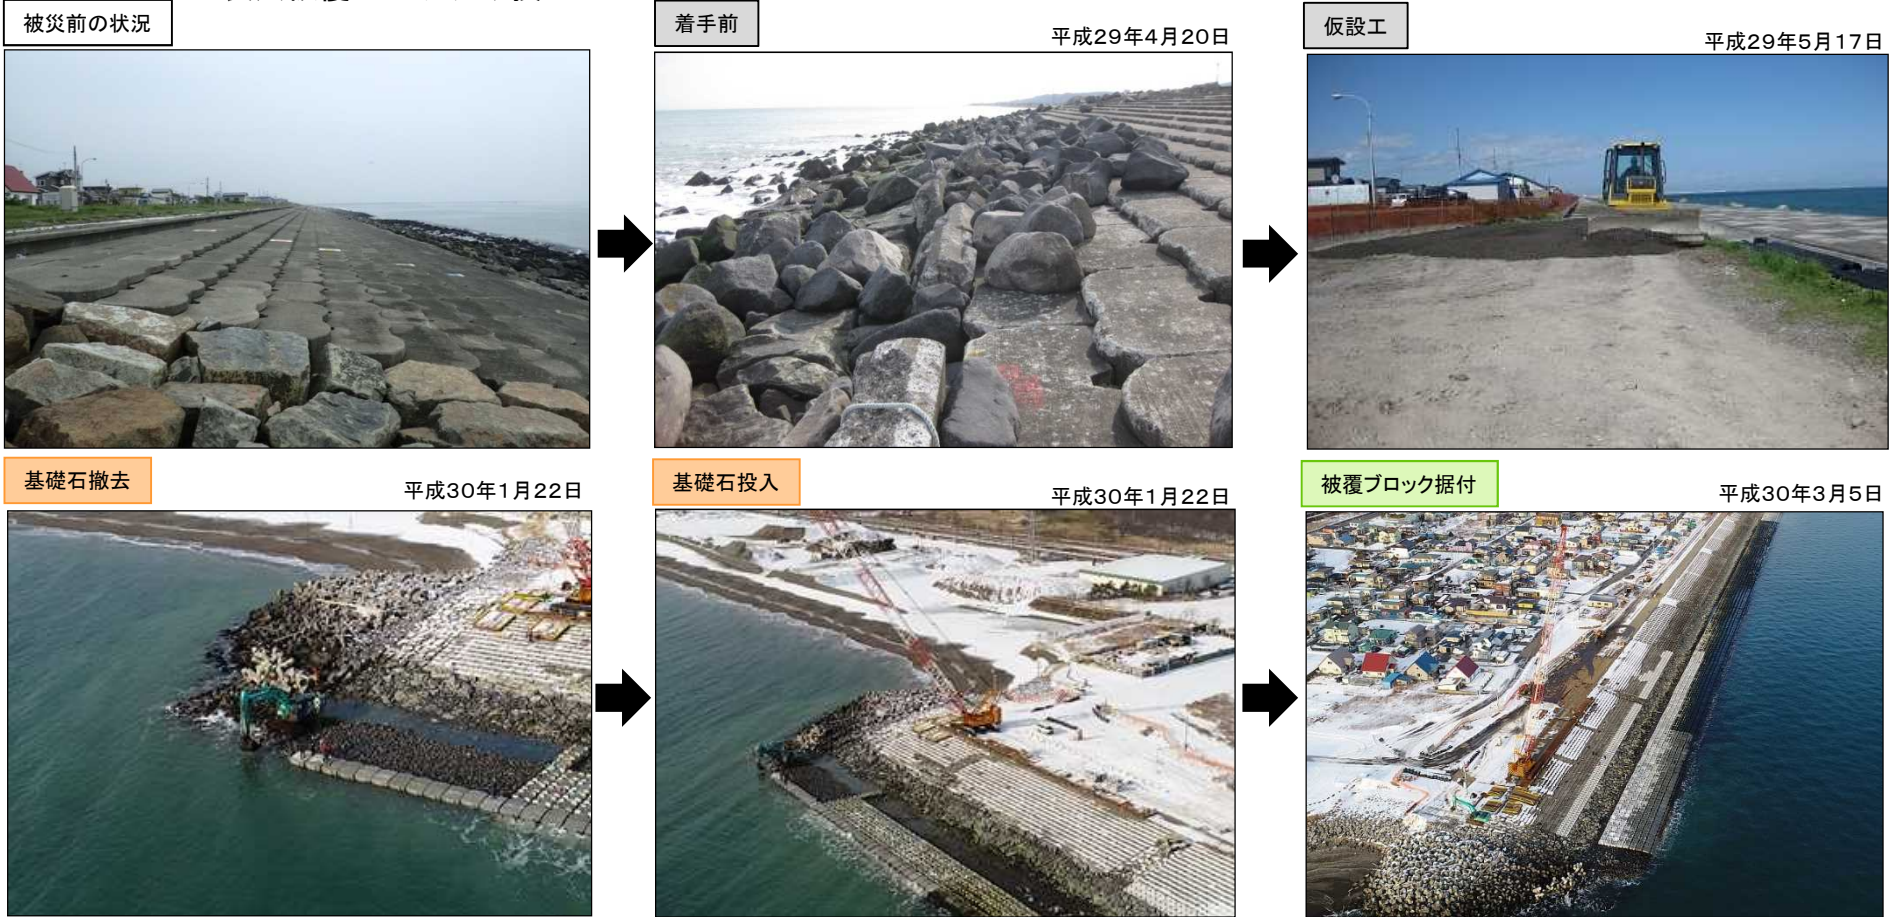 被災前の状況
着手前
平成29年4月20日
仮設工
平成29年5月17日
基礎石撤去
平成30年1月22日
基礎石投入
平成30年1月22日
被覆ブロック据付
平成30年3月5日